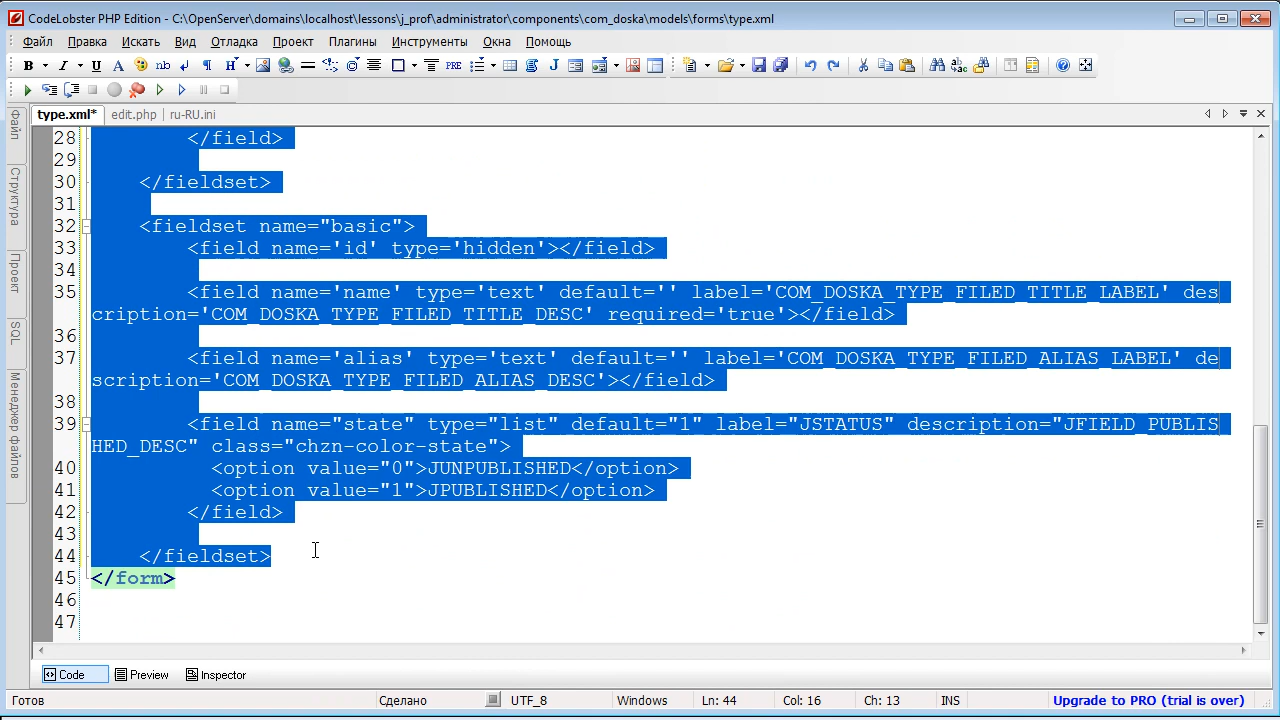 CodeLobster PHP Edition - C:\OpenServer\domains\localhost\lessons\j_prof\administrator\components\com_doska\models\forms\type.xml
Файл Правка Искать Вид Отладка Проект Плагины Инструменты Окна Помощь
B I U A nb H PRE J
type.xml* edit.php ru-RU.ini
Файл
Структура
Проект
SQL
Менеджер файлов
28 </field>
29
30 </fieldset>
31
32 <fieldset name="basic">
33 <field name='id' type='hidden'></field>
34
35 <field name='name' type='text' default='' label='COM_DOSKA_TYPE_FILED_TITLE_LABEL' des
cription='COM_DOSKA_TYPE_FILED_TITLE_DESC' required='true'></field>
36
37 <field name='alias' type='text' default='' label='COM_DOSKA_TYPE_FILED_ALIAS_LABEL' de
scription='COM_DOSKA_TYPE_FILED_ALIAS_DESC'></field>
38
39 <field name="state" type="list" default="1" label="JSTATUS" description="JFIELD_PUBLIS
HED_DESC" class="chzn-color-state">
40 <option value="0">JUNPUBLISHED</option>
41 <option value="1">JPUBLISHED</option>
42 </field>
43
44 </fieldset>
45 </form>
46
47
Code Preview Inspector
Готов Сделано UTF_8 Windows Ln: 44 Col: 16 Ch: 13 INS Upgrade to PRO (trial is over)